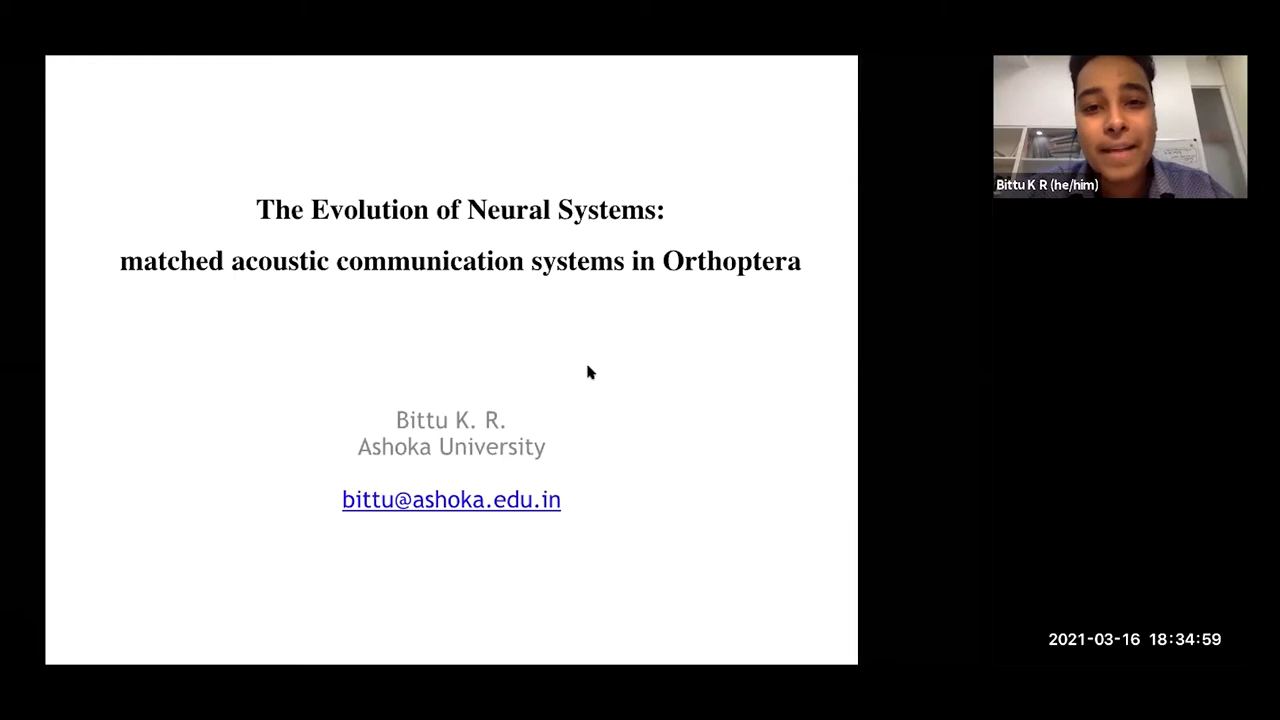 The Evolution of Neural Systems:
matched acoustic communication systems in Orthoptera
Bittu K. R.
Ashoka University
bittu@ashoka.edu.in
Bittu K R (he/him)
2021-03-16 18:34:59